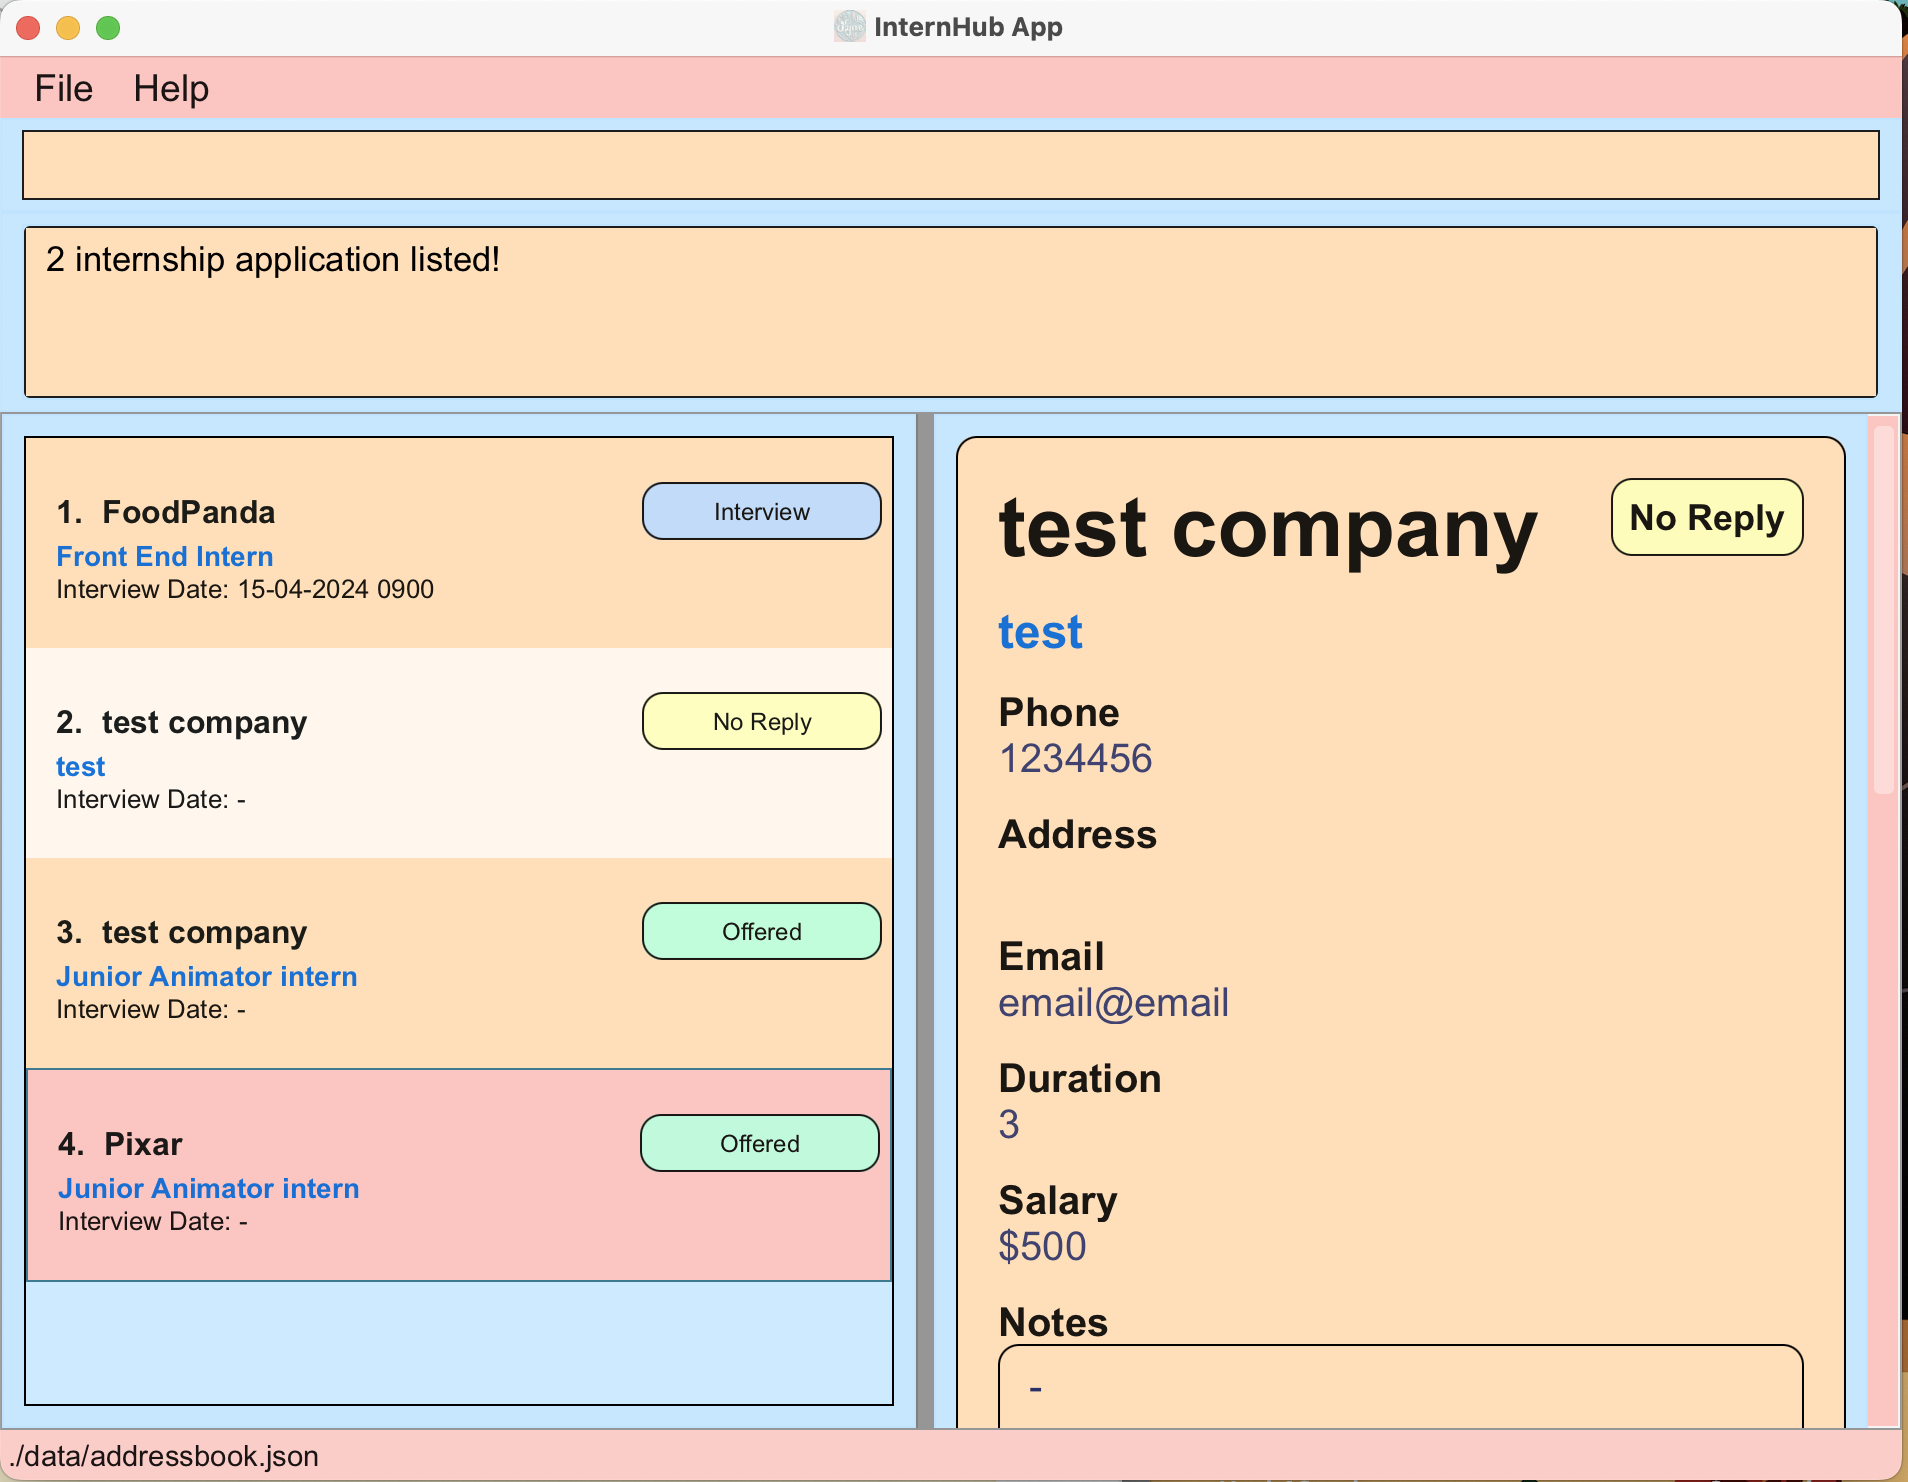 InternHub App
File Help
2 internship application listed!
1. FoodPanda
Interview
Front End Intern
Interview Date: 15-04-2024 0900
2. test company
No Reply
test
Interview Date: -
3. test company
Offered
Junior Animator intern
Interview Date: -
4. Pixar
Offered
Junior Animator intern
Interview Date: -
test company
No Reply
test
Phone
1234456
Address
Email
email@email
Duration
3
Salary
$500
Notes
-
./data/addressbook.json